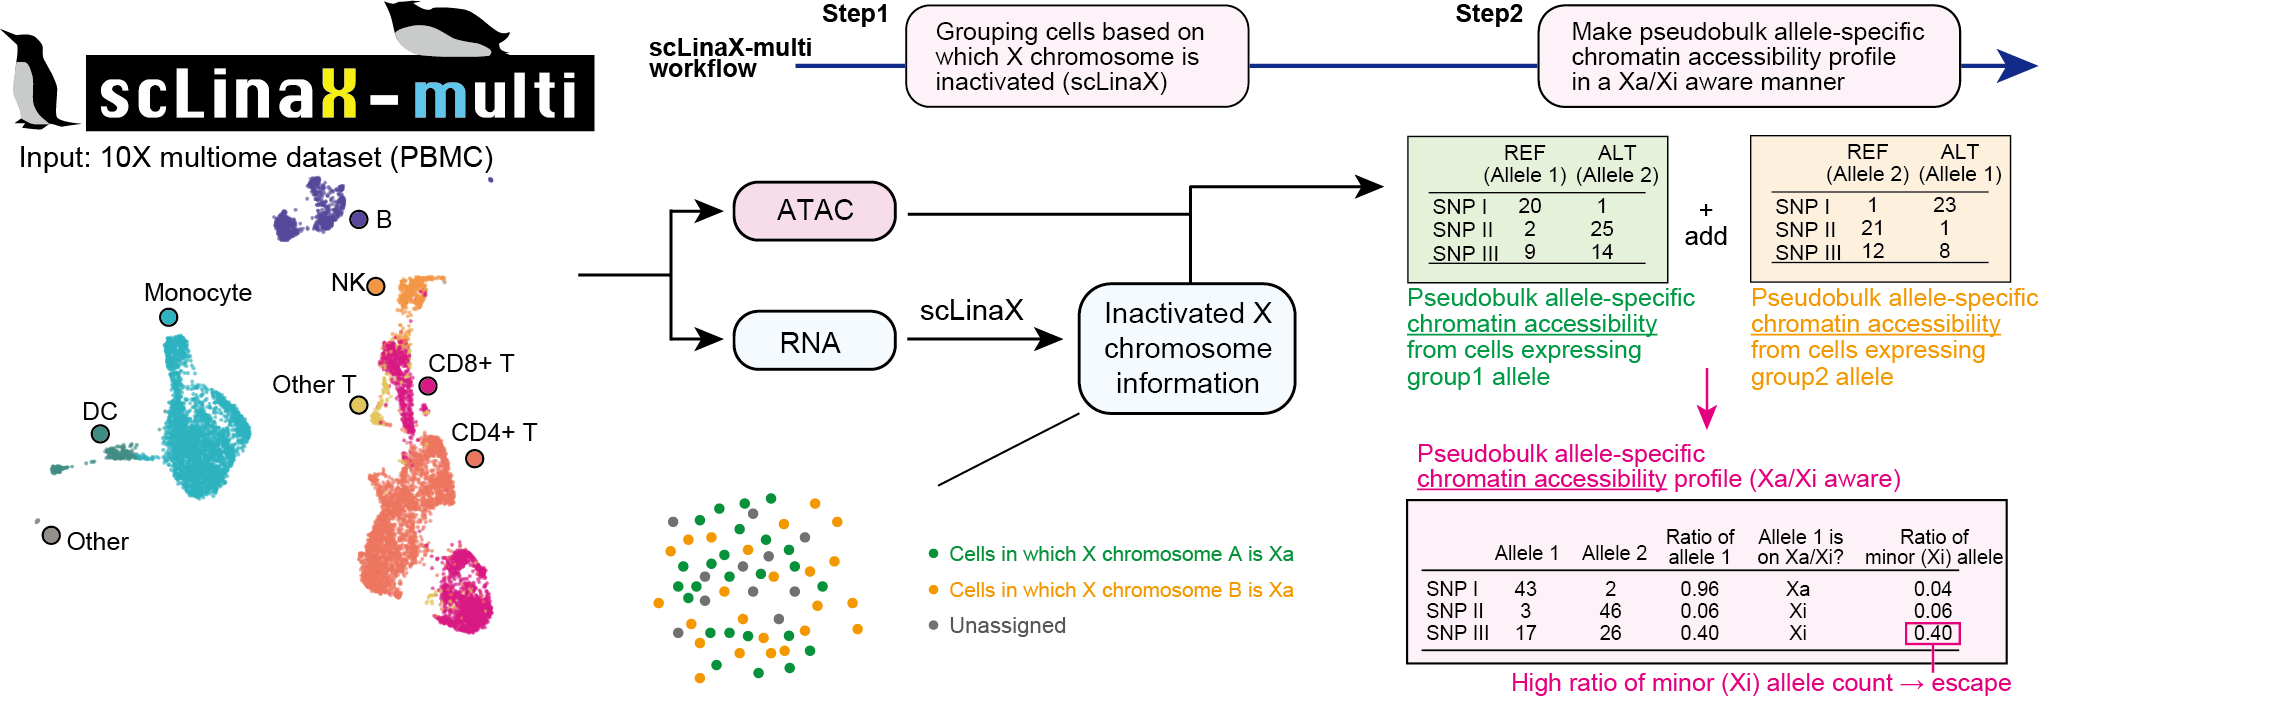 scLinaX-multi
Input: 10X multiome dataset (PBMC)
B
NK
Monocyte
CD8+ T
Other T
DC
CD4+ T
Other
scLinaX-multi
workflow
Step1
Grouping cells based on
which X chromosome is
inactivated (scLinaX)
Step2
Make pseudobulk allele-specific
chromatin accessibility profile
in a Xa/Xi aware manner
ATAC
RNA
scLinaX
Inactivated X
chromosome
information
Cells in which X chromosome A is Xa
Cells in which X chromosome B is Xa
Unassigned
REF ALT
(Allele 1) (Allele 2)
SNP I 20 1
SNP II 2 25
SNP III 9 14
+
add
REF ALT
(Allele 2) (Allele 1)
SNP I 1 23
SNP II 21 1
SNP III 12 8
Pseudobulk allele-specific
chromatin accessibility
from cells expressing
group1 allele
Pseudobulk allele-specific
chromatin accessibility
from cells expressing
group2 allele
Pseudobulk allele-specific
chromatin accessibility profile (Xa/Xi aware)
Ratio of Allele 1 is Ratio of
Allele 1 Allele 2 allele 1 on Xa/Xi? minor (Xi) allele
SNP I 43 2 0.96 Xa 0.04
SNP II 3 46 0.06 Xi 0.06
SNP III 17 26 0.40 Xi 0.40
High ratio of minor (Xi) allele count → escape